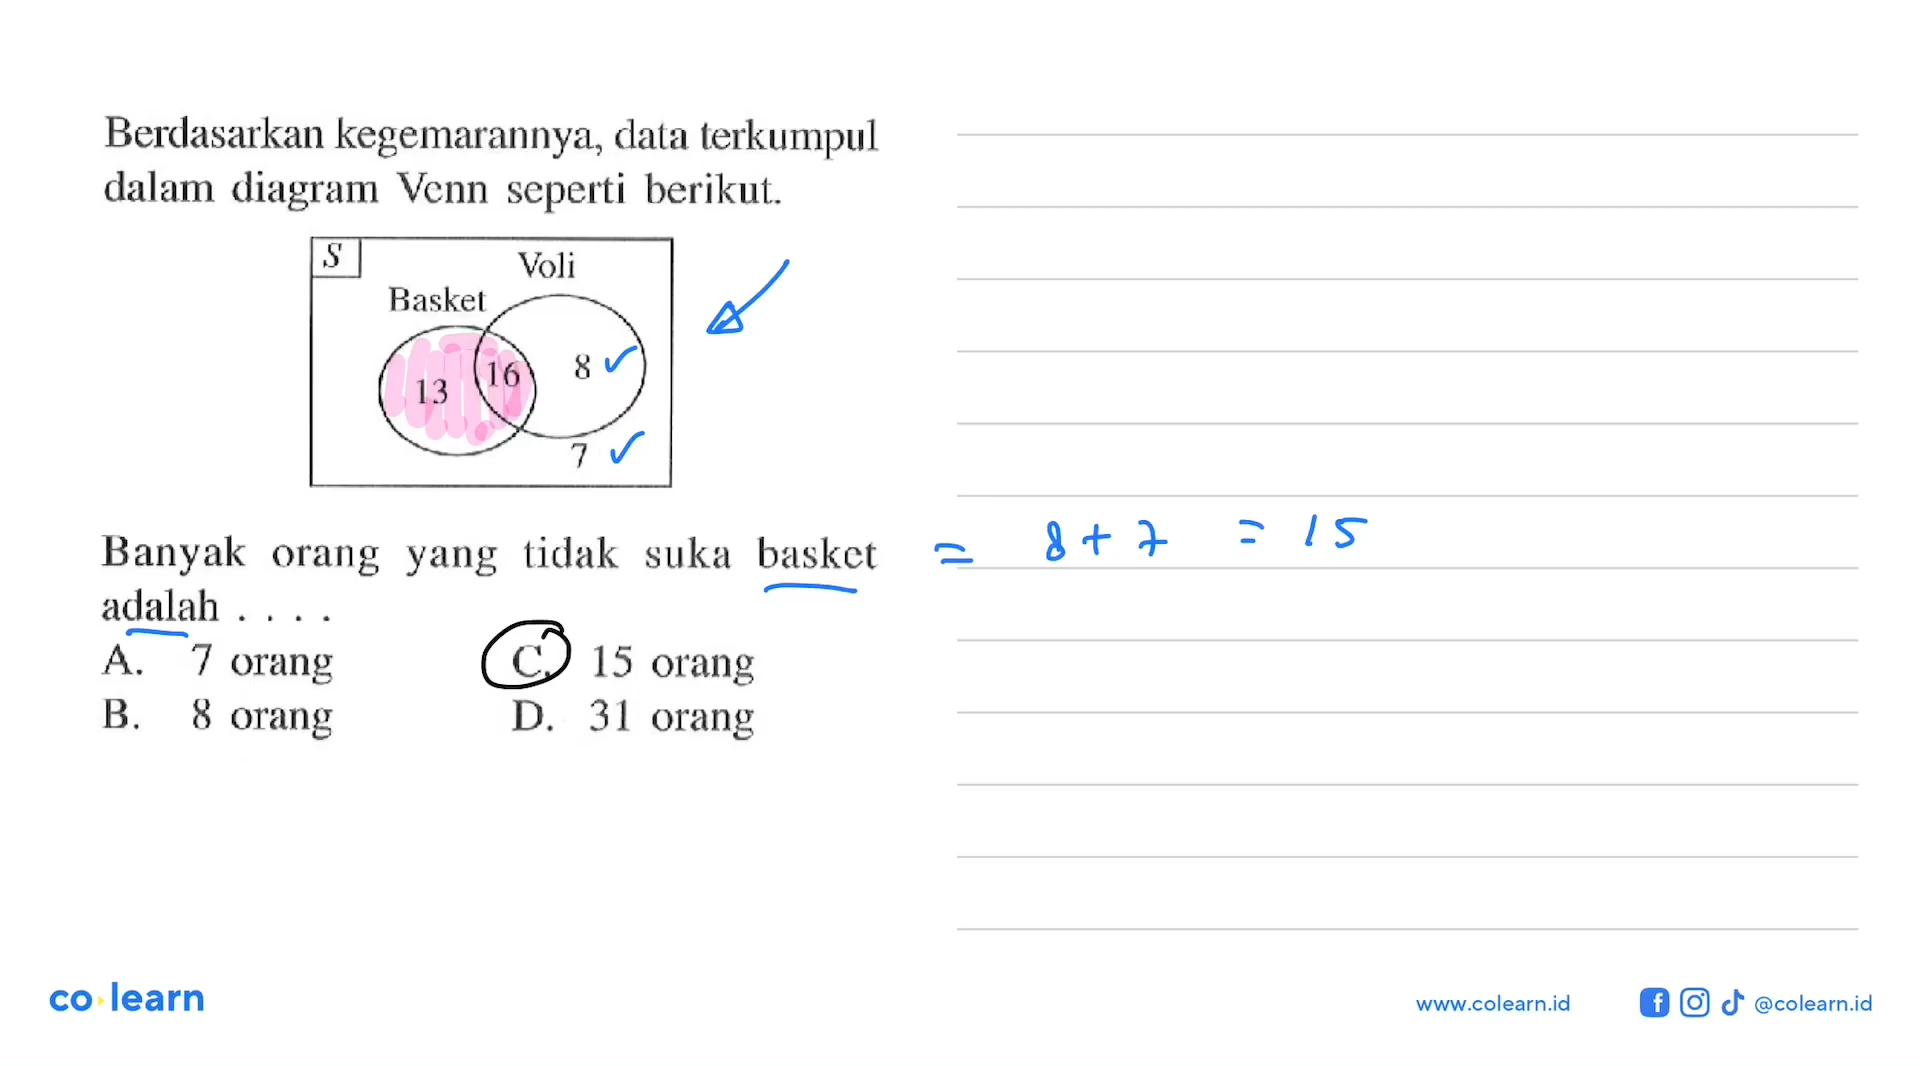 Berdasarkan kegemarannya, data terkumpul
dalam diagram Venn seperti berikut.
S
Voli
Basket
13
16
8
7
Banyak orang yang tidak suka basket = 8 + 7 = 15
adalah . . . .
A. 7 orang
C. 15 orang
B. 8 orang
D. 31 orang
co learn
www.colearn.id
@colearn.id